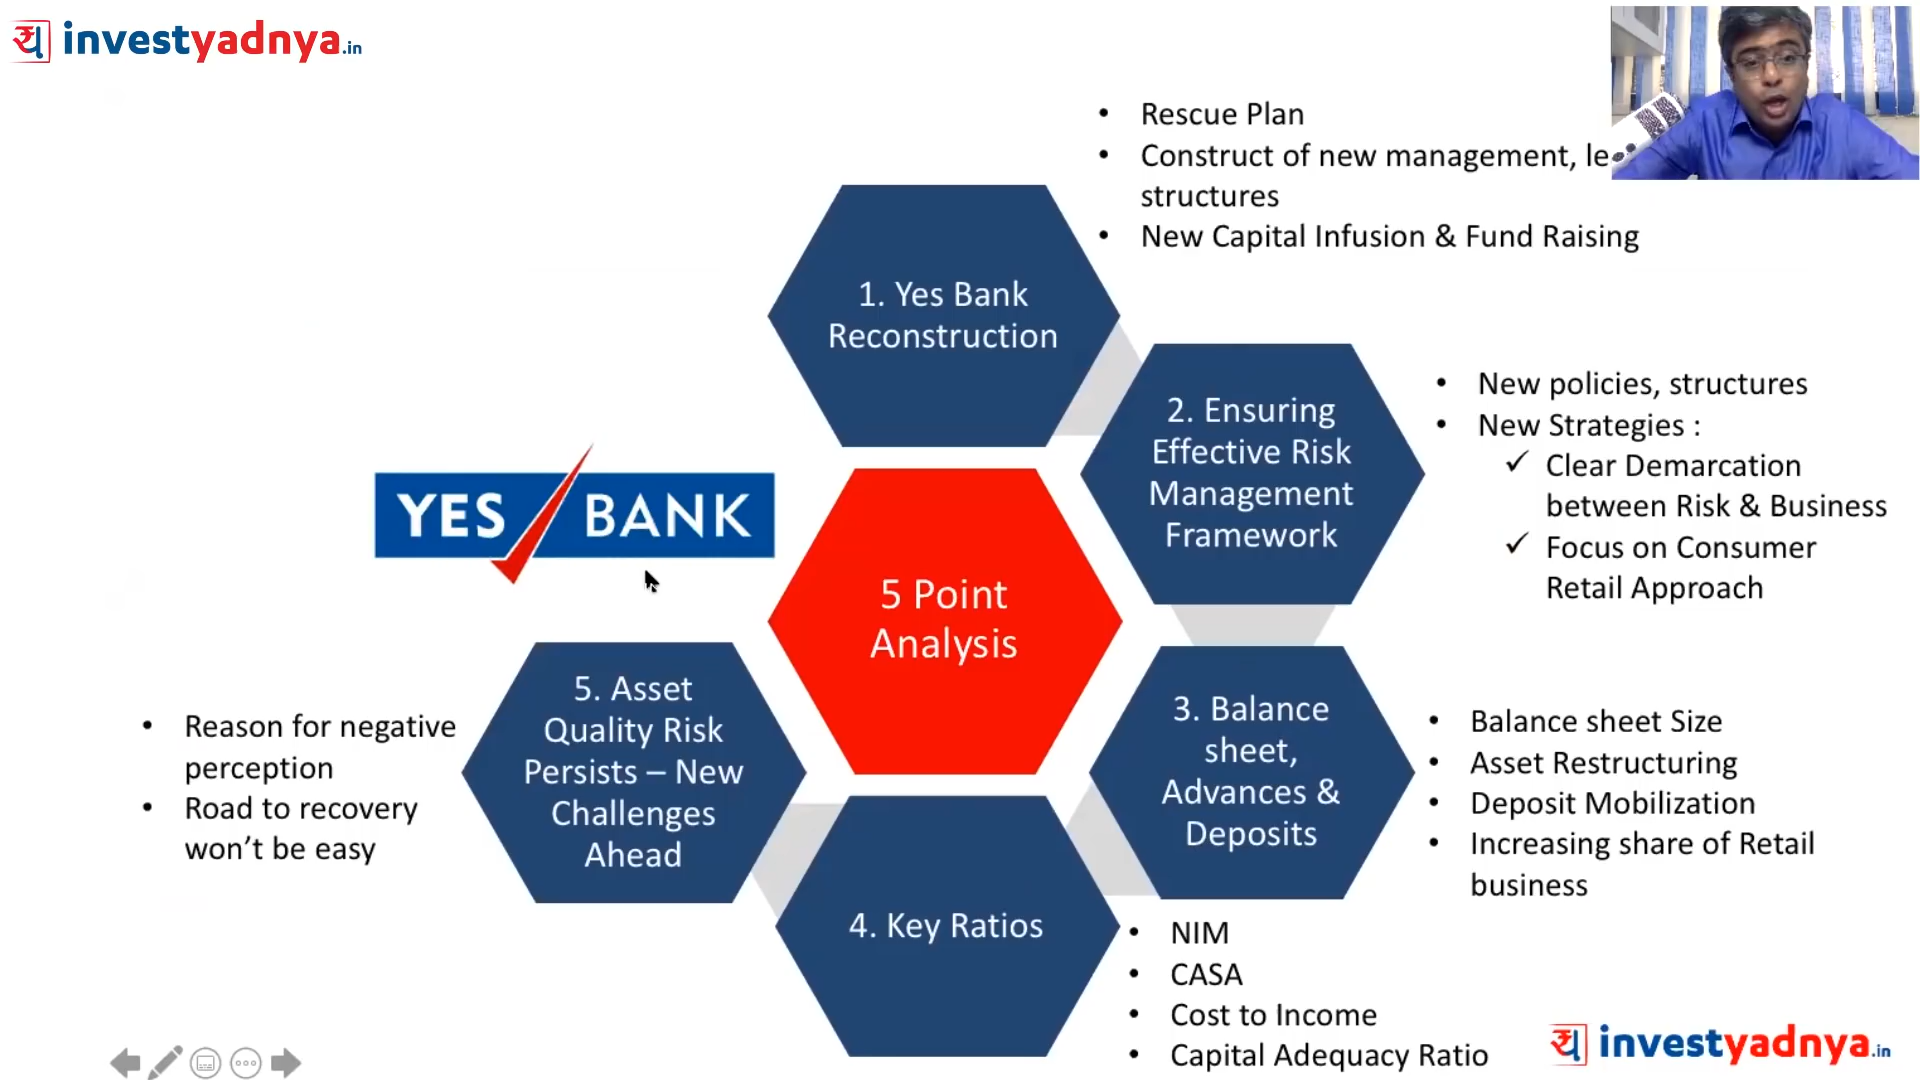 investyadnya.in
• Rescue Plan
• Construct of new management, le
structures
• New Capital Infusion & Fund Raising
1. Yes Bank
Reconstruction
2. Ensuring
Effective Risk
Management
Framework
• New policies, structures
• New Strategies :
✓ Clear Demarcation
between Risk & Business
✓ Focus on Consumer
Retail Approach
YES BANK
5 Point
Analysis
5. Asset
Quality Risk
Persists – New
Challenges
Ahead
• Reason for negative
perception
• Road to recovery
won’t be easy
3. Balance
sheet,
Advances &
Deposits
• Balance sheet Size
• Asset Restructuring
• Deposit Mobilization
• Increasing share of Retail
business
4. Key Ratios
• NIM
• CASA
• Cost to Income
• Capital Adequacy Ratio
investyadnya.in